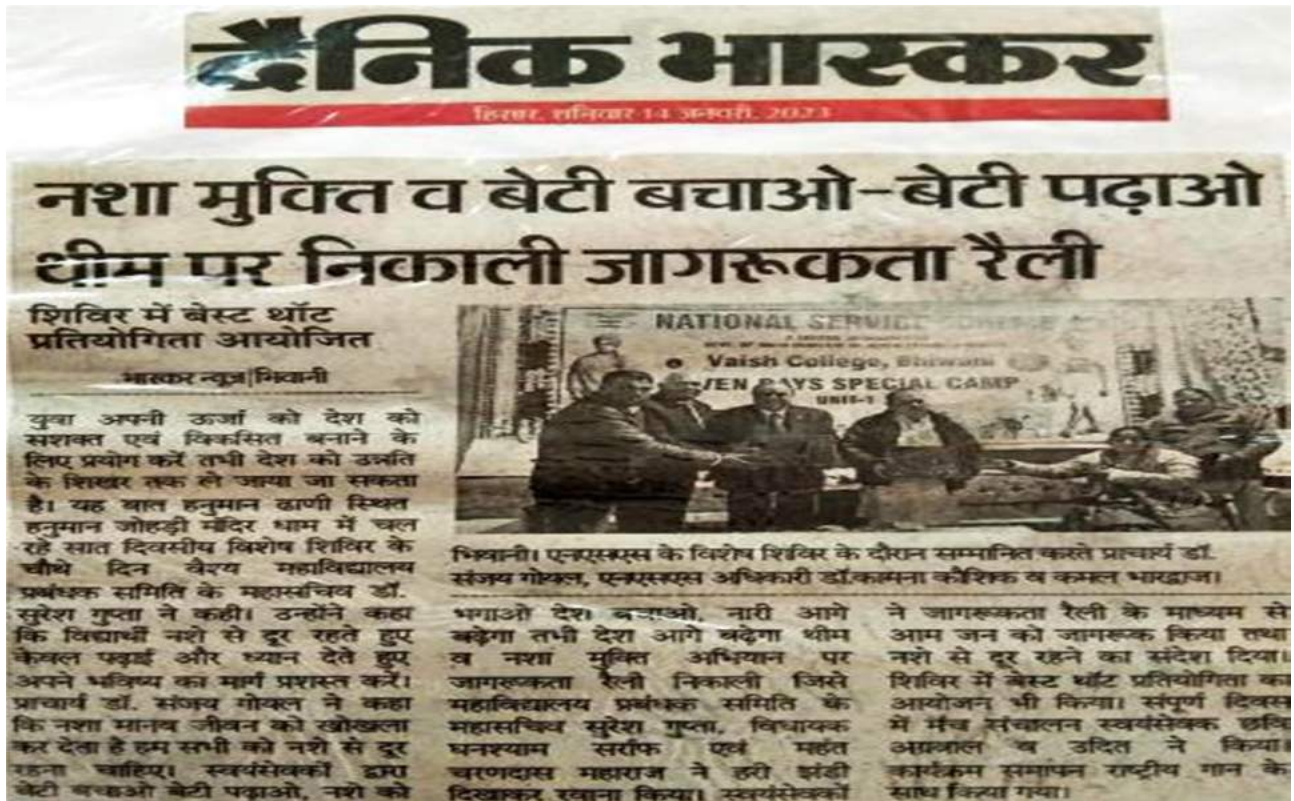 दैनिक भास्कर
हिसार, शनिवार 14 जनवरी, 2023
नशा मुक्ति व बेटी बचाओ-बेटी पढ़ाओ
थीम पर निकाली जागरूकता रैली
शिविर में बेस्ट थॉट
प्रतियोगिता आयोजित
भास्कर न्यूज|भिवानी
युवा अपनी ऊर्जा को देश को
सशक्त एवं विकसित बनाने के
लिए प्रयोग करें तभी देश को उन्नति
के शिखर तक ले जाया जा सकता
है। यह बात हनुमान ढाणी स्थित
हनुमान जोहड़ी मंदिर धाम में चल
रहे सात दिवसीय विशेष शिविर के
चौथे दिन वैश्य महाविद्यालय
प्रबंधक समिति के महासचिव डॉ.
सुरेश गुप्ता ने कही। उन्होंने कहा
कि विद्यार्थी नशे से दूर रहते हुए
केवल पढ़ाई और ध्यान देते हुए
अपने भविष्य का मार्ग प्रशस्त करें।
प्राचार्य डॉ. संजय गोयल ने कहा
कि नशा मानव जीवन को खोखला
कर देता है हम सभी को नशे से दूर
रहना चाहिए। स्वयंसेवकों द्वारा
बेटी बचाओ बेटी पढ़ाओ, नशे को
NATIONAL SERVICE SCHEME
Vaish College, Bhiwani
VEN DAYS SPECIAL CAMP
UNIT-1
भिवानी। एनएसएस के विशेष शिविर के दौरान सम्मानित करते प्राचार्य डॉ.
संजय गोयल, एनएसएस अधिकारी डॉ.कामना कौशिक व कमल भारद्वाज।
भगाओ देश बचाओ, नारी आगे
बढ़ेगा तभी देश आगे बढ़ेगा थीम
व नशा मुक्ति अभियान पर
जागरूकता रैली निकाली जिसे
महाविद्यालय प्रबंधक समिति के
महासचिव सुरेश गुप्ता, विधायक
घनश्याम सर्राफ एवं महंत
चरणदास महाराज ने हरी झंडी
दिखाकर रवाना किया। स्वयंसेवकों
ने जागरूकता रैली के माध्यम से
आम जन को जागरूक किया तथा
नशे से दूर रहने का संदेश दिया।
शिविर में बेस्ट थॉट प्रतियोगिता का
आयोजन भी किया। संपूर्ण दिवस
में मंच संचालन स्वयंसेवक छवि
अग्रवाल व उदित ने किया।
कार्यक्रम समापन राष्ट्रीय गान के
साथ किया गया।